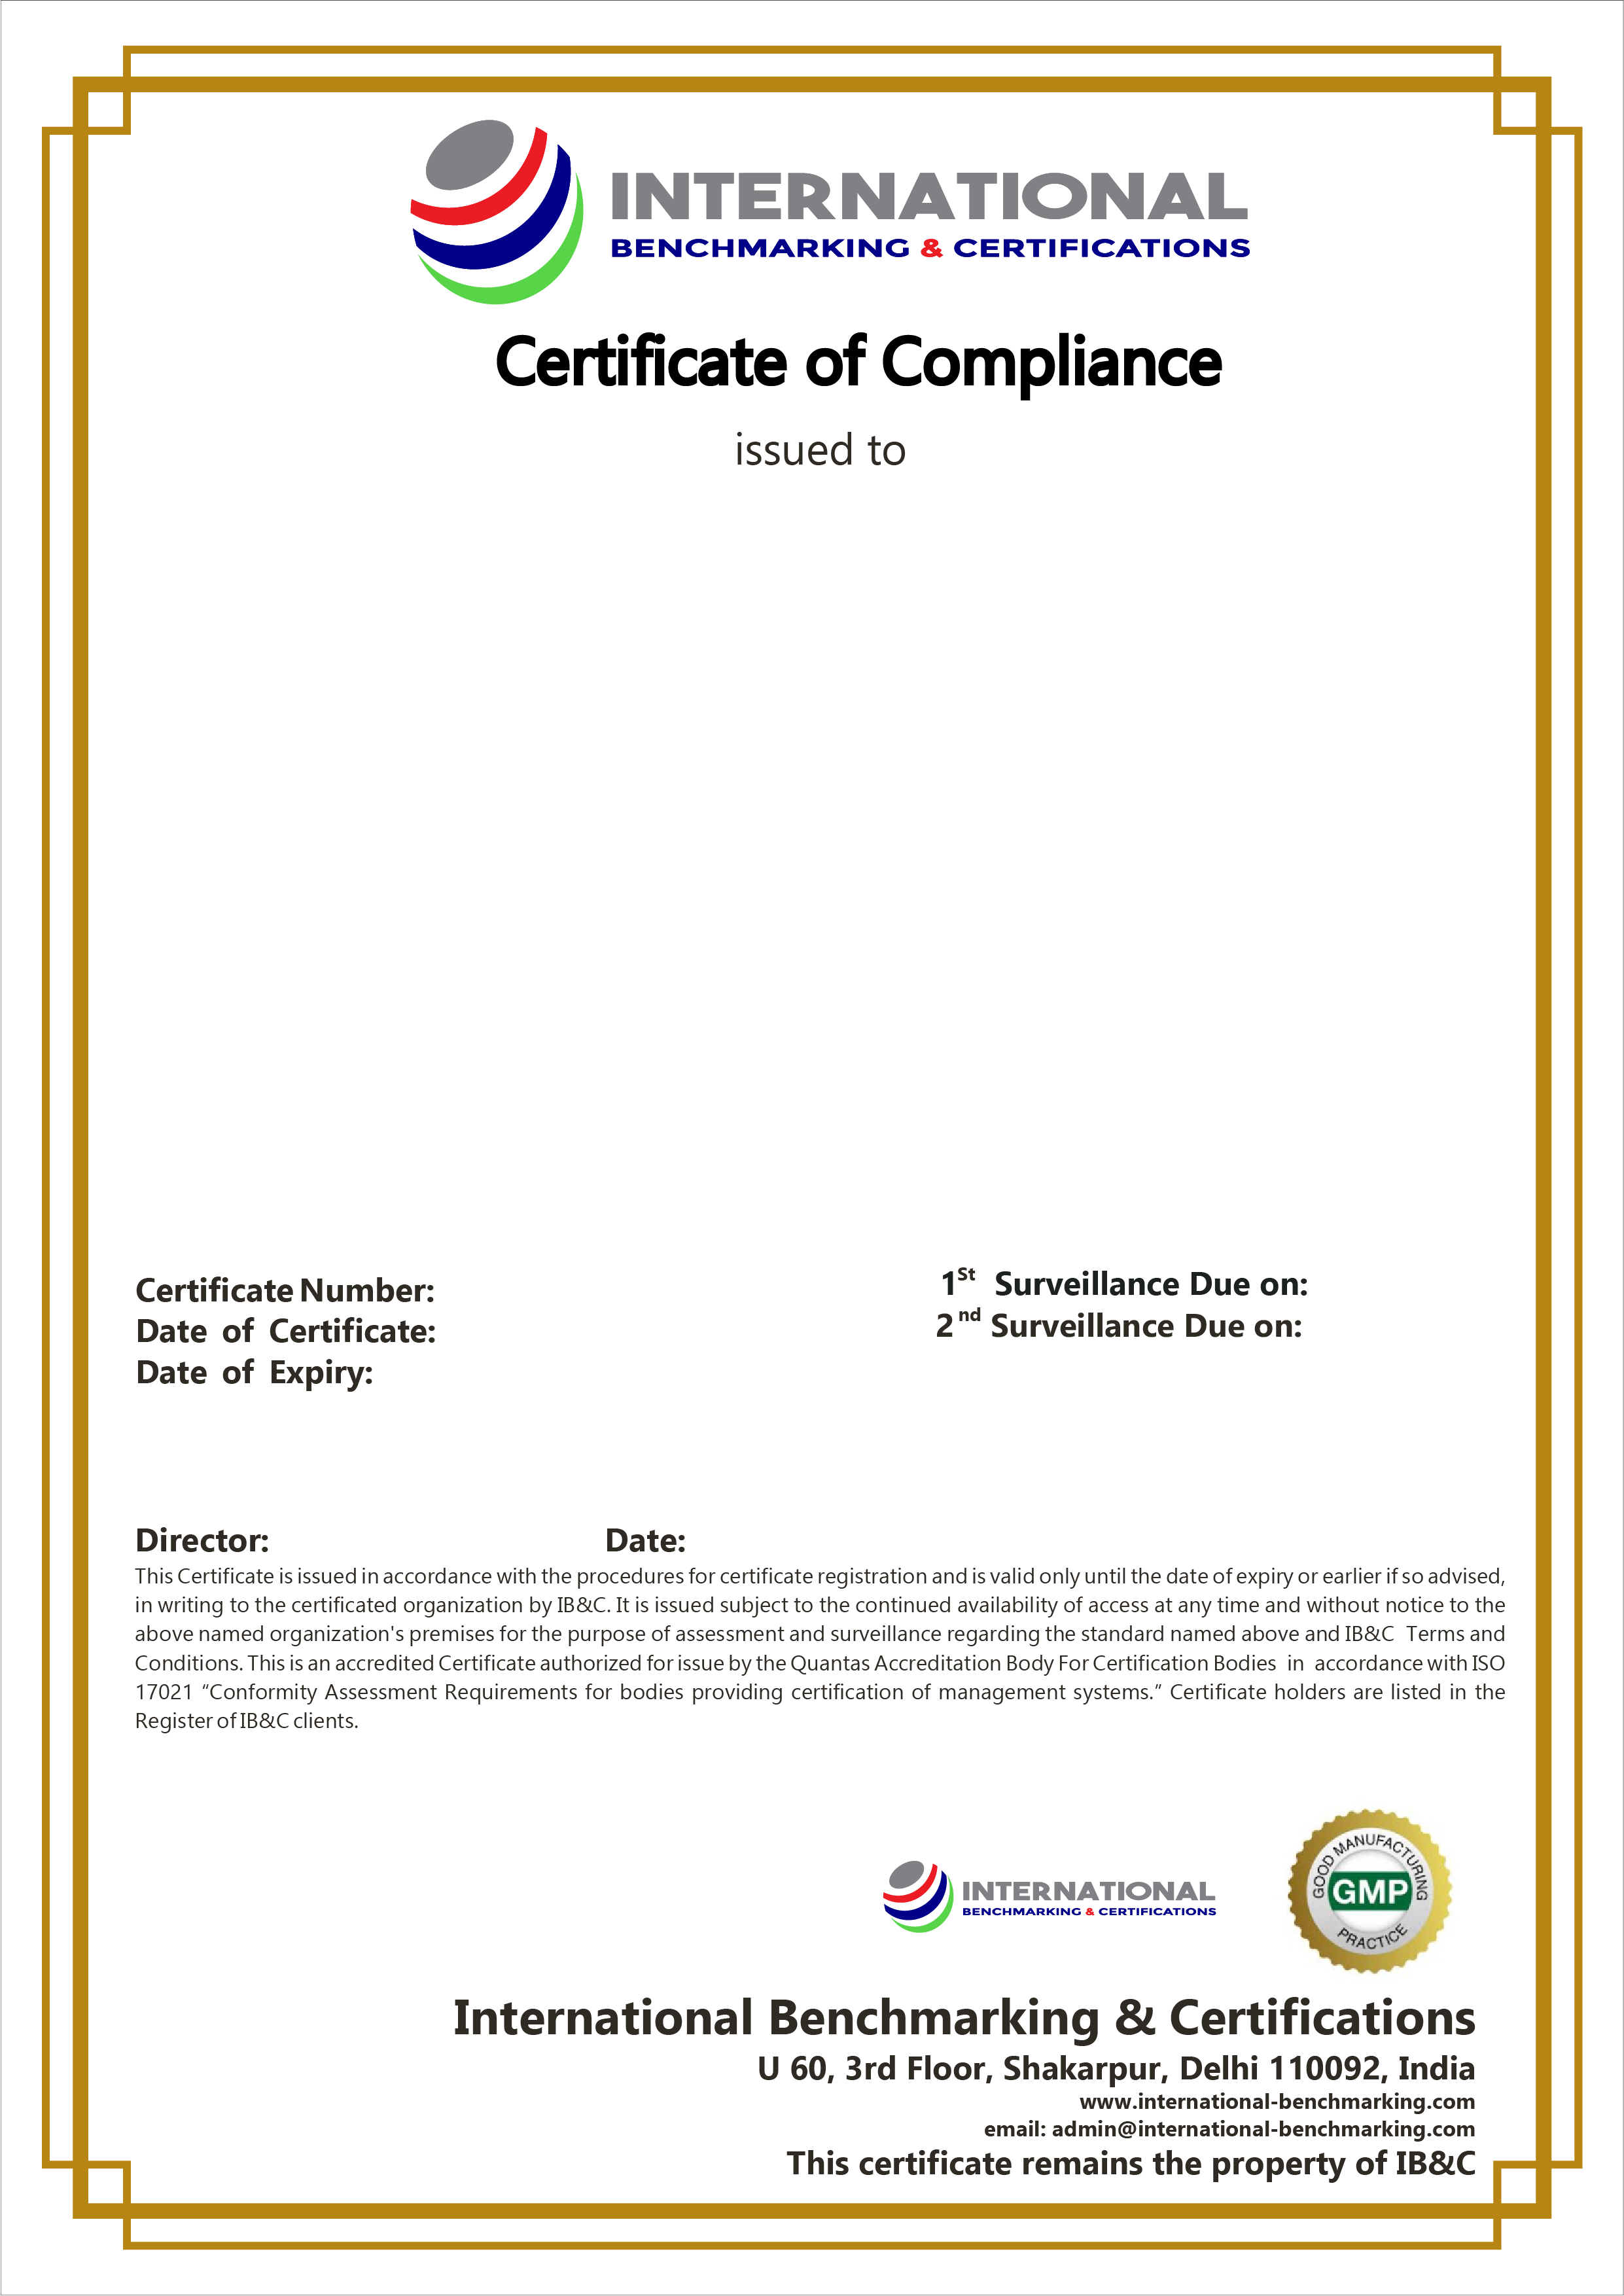 INTERNATIONAL
BENCHMARKING & CERTIFICATIONS
Certificate of Compliance
issued to
Certificate Number:
Date of Certificate:
Date of Expiry:
1St Surveillance Due on:
2nd Surveillance Due on:
Director:
Date:
This Certificate is issued in accordance with the procedures for certificate registration and is valid only until the date of expiry or earlier if so advised,
in writing to the certificated organization by IB&C. It is issued subject to the continued availability of access at any time and without notice to the
above named organization's premises for the purpose of assessment and surveillance regarding the standard named above and IB&C Terms and
Conditions. This is an accredited Certificate authorized for issue by the Quantas Accreditation Body For Certification Bodies in accordance with ISO
17021 “Conformity Assessment Requirements for bodies providing certification of management systems.” Certificate holders are listed in the
Register of IB&C clients.
INTERNATIONAL
BENCHMARKING & CERTIFICATIONS
GOOD MANUFACTURING
GMP
PRACTICE
International Benchmarking & Certifications
U 60, 3rd Floor, Shakarpur, Delhi 110092, India
www.international-benchmarking.com
email: admin@international-benchmarking.com
This certificate remains the property of IB&C